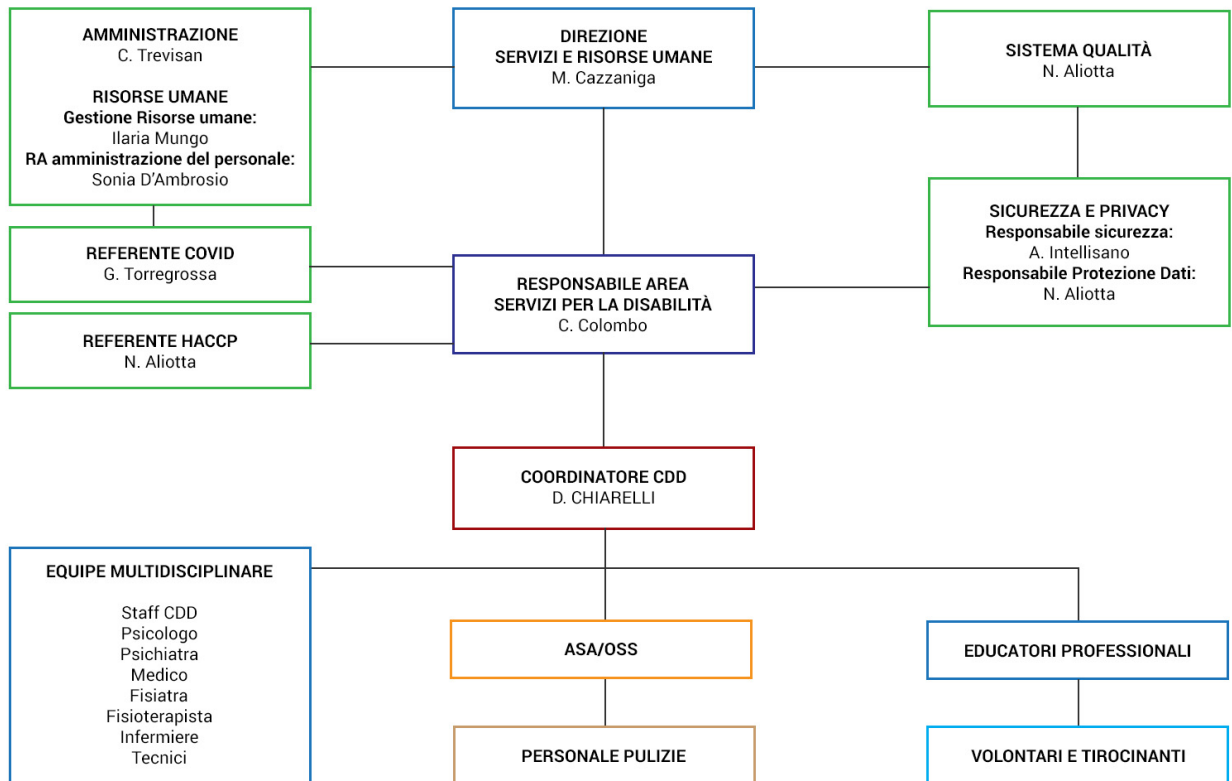 AMMINISTRAZIONE
C. Trevisan
RISORSE UMANE
Gestione Risorse umane:
Ilaria Mungo
RA amministrazione del personale:
Sonia D'Ambrosio
DIREZIONE
SERVIZI E RISORSE UMANE
M. Cazzaniga
SISTEMA QUALITÀ
N. Aliotta
REFERENTE COVID
G. Torregrossa
RESPONSABILE AREA
SERVIZI PER LA DISABILITÀ
C. Colombo
SICUREZZA E PRIVACY
Responsabile sicurezza:
A. Intellisano
Responsabile Protezione Dati:
N. Aliotta
REFERENTE HACCP
N. Aliotta
COORDINATORE CDD
D. CHIARELLI
EQUIPE MULTIDISCIPLINARE
Staff CDD
Psicologo
Psichiatra
Medico
Fisiatra
Fisioterapista
Infermiere
Tecnici
ASA/OSS
EDUCATORI PROFESSIONALI
PERSONALE PULIZIE
VOLONTARI E TIROCINANTI